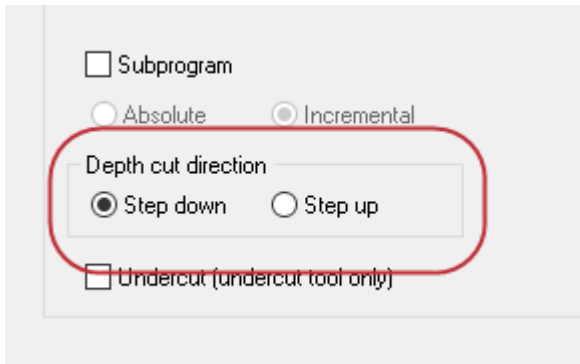 Subprogram
Absolute Incremental
Depth cut direction
Step down Step up
Undercut (undercut tool only)